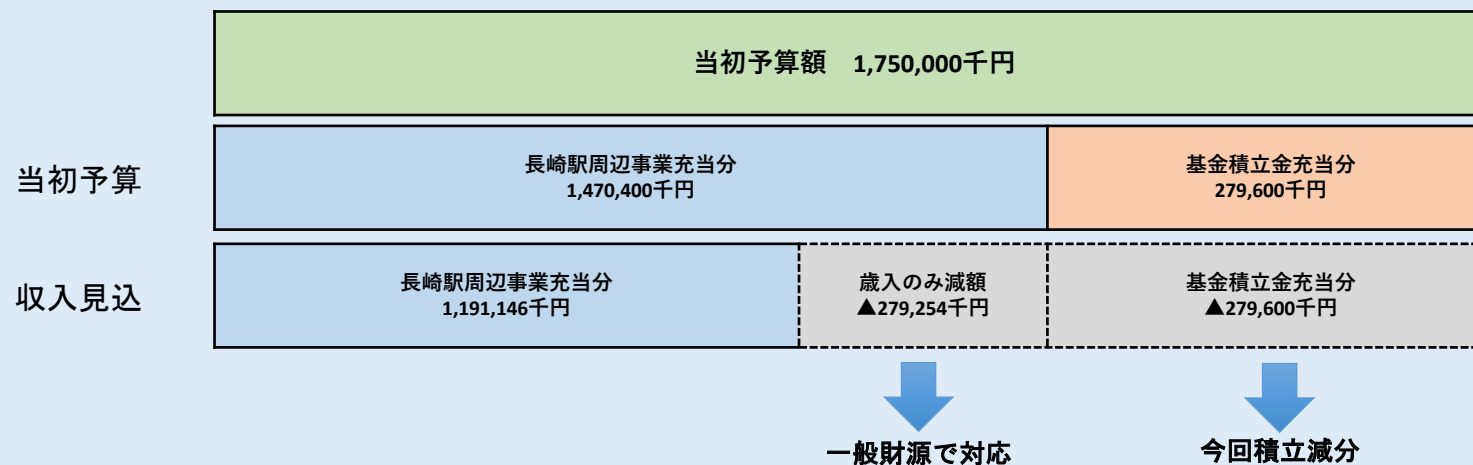 当初予算額　1,750,000千円
当初予算
長崎駅周辺事業充当分
1,470,400千円
基金積立金充当分
279,600千円
収入見込
長崎駅周辺事業充当分
1,191,146千円
歳入のみ減額
▲279,254千円
基金積立金充当分
▲279,600千円
一般財源で対応
今回積立減分